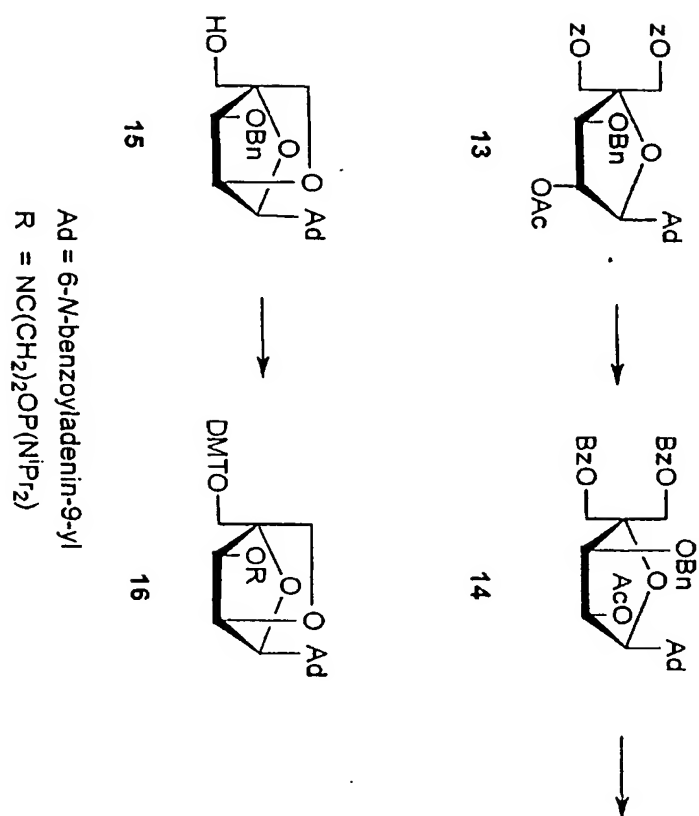 zO
zO
OBn
O
OAc
Ad
13
BzO
BzO
OBn
O
AcO
Ad
14
HO
OBn
O
O
Ad
15
DMTO
OR
O
O
Ad
16
Ad = 6-N-benzoyladenin-9-yl
R = NC(CH₂)₂OP(NⁱPr₂)